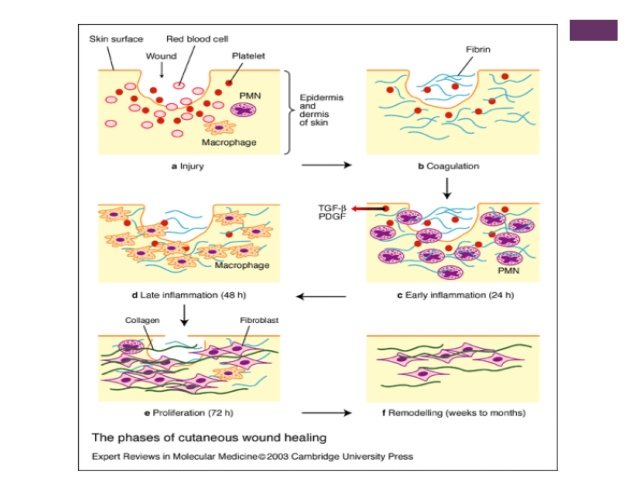 Skin surface
Red blood cell
Wound
Platelet
PMN
Macrophage
Epidermis
and
dermis
of skin
a Injury
Fibrin
b Coagulation
TGF-β
PDGF
PMN
c Early inflammation (24 h)
Macrophage
d Late inflammation (48 h)
Collagen
Fibroblast
e Proliferation (72 h)
f Remodelling (weeks to months)
The phases of cutaneous wound healing
Expert Reviews in Molecular Medicine©2003 Cambridge University Press